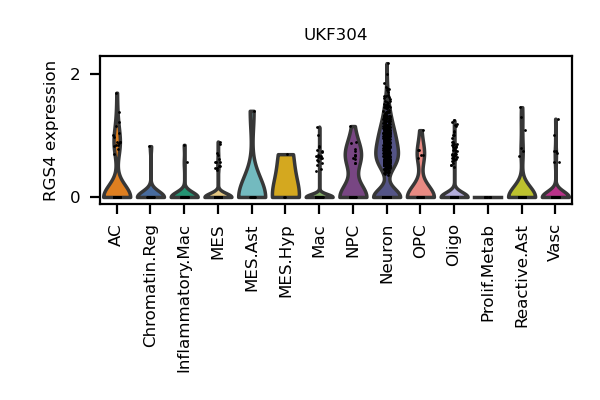 UKF304
RGS4 expression
2
0
AC
Chromatin.Reg
Inflammatory.Mac
MES
MES.Ast
MES.Hyp
Mac
NPC
Neuron
OPC
Oligo
Prolif.Metab
Reactive.Ast
Vasc